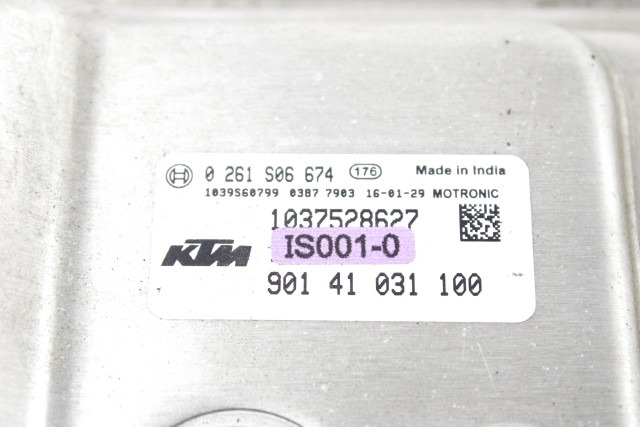 0 261 S06 674 176 Made in India
1039S60799 0387 7903 16-01-29 MOTRONIC
1037528627
KTM IS001-0
901 41 031 100